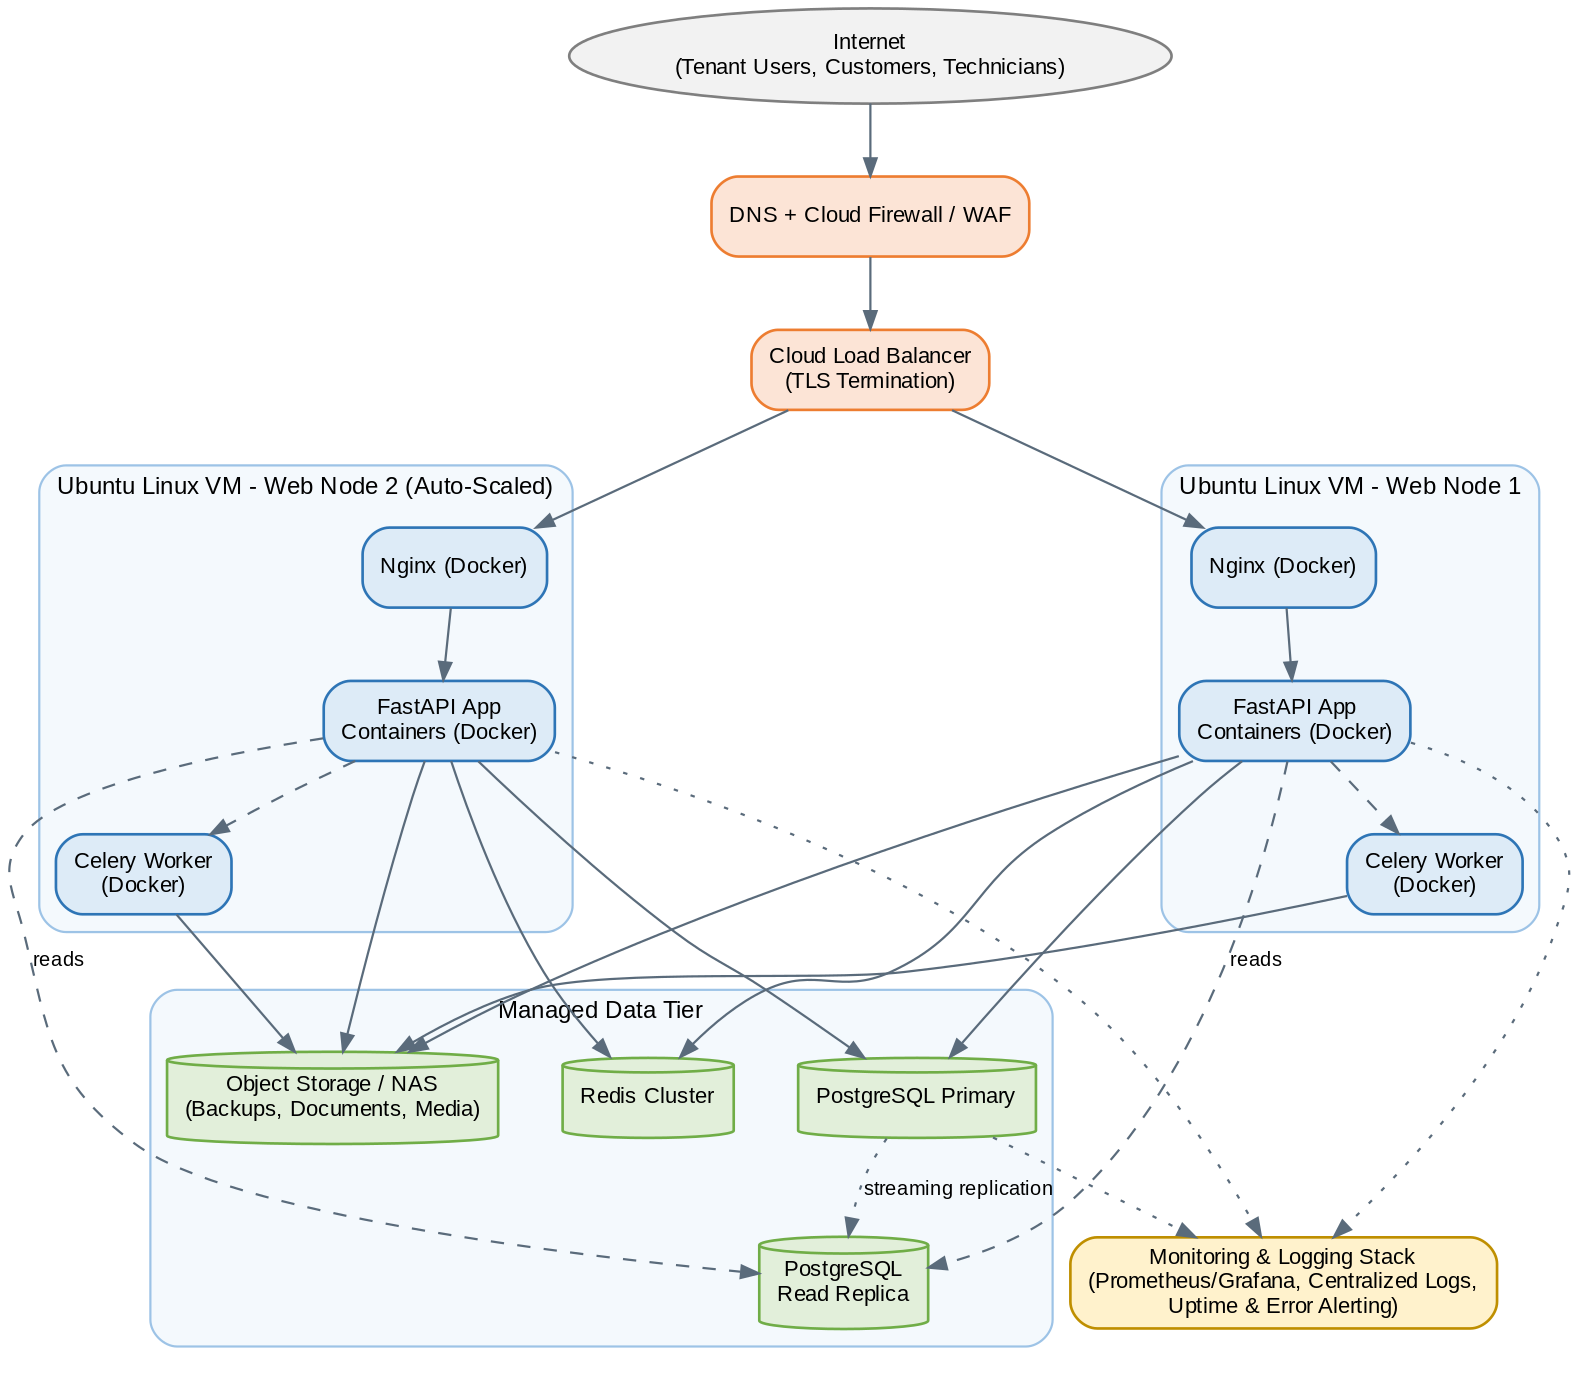 Internet
(Tenant Users, Customers, Technicians)
DNS + Cloud Firewall / WAF
Cloud Load Balancer
(TLS Termination)
Ubuntu Linux VM - Web Node 2 (Auto-Scaled)
Nginx (Docker)
FastAPI App
Containers (Docker)
Celery Worker
(Docker)
Ubuntu Linux VM - Web Node 1
Nginx (Docker)
FastAPI App
Containers (Docker)
Celery Worker
(Docker)
reads
reads
Managed Data Tier
Object Storage / NAS
(Backups, Documents, Media)
Redis Cluster
PostgreSQL Primary
streaming replication
PostgreSQL
Read Replica
Monitoring & Logging Stack
(Prometheus/Grafana, Centralized Logs,
Uptime & Error Alerting)